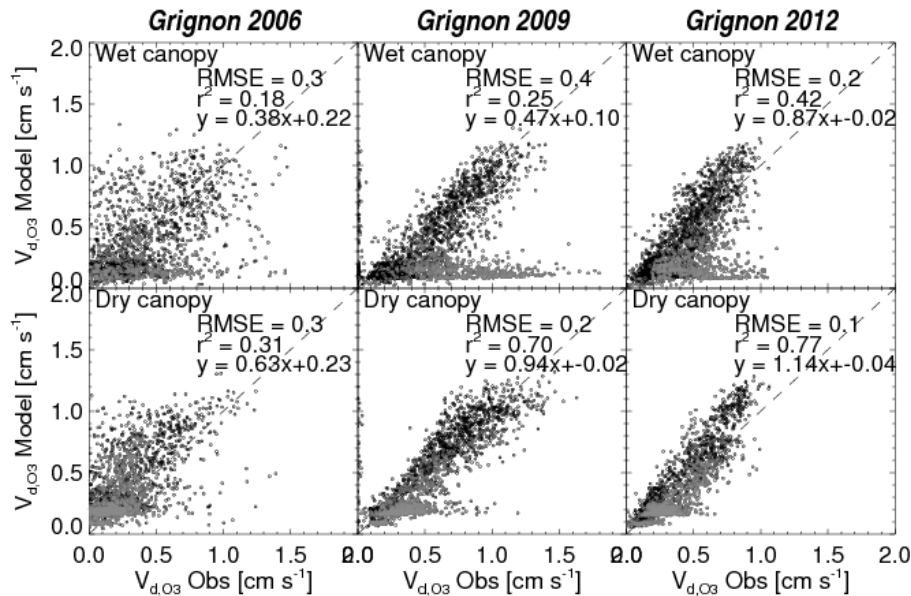 Grignon 2006 Grignon 2009 Grignon 2012
2.0 Wet canopy Wet canopy Wet canopy
RMSE = 0.3 RMSE = 0.4 RMSE = 0.2
r² = 0.18 r² = 0.25 r² = 0.42
y = 0.38x+0.22 y = 0.47x+0.10 y = 0.87x+-0.02
1.5
1.0
0.5
0.0
V_d,O3 Model [cm s⁻¹]
2.0 Dry canopy Dry canopy Dry canopy
RMSE = 0.3 RMSE = 0.2 RMSE = 0.1
r² = 0.31 r² = 0.70 r² = 0.77
y = 0.63x+0.23 y = 0.94x+-0.02 y = 1.14x+-0.04
1.5
1.0
0.5
0.0
V_d,O3 Model [cm s⁻¹]
0.0 0.5 1.0 1.5 2.0 0.0 0.5 1.0 1.5 2.0 0.0 0.5 1.0 1.5 2.0
V_d,O3 Obs [cm s⁻¹] V_d,O3 Obs [cm s⁻¹] V_d,O3 Obs [cm s⁻¹]